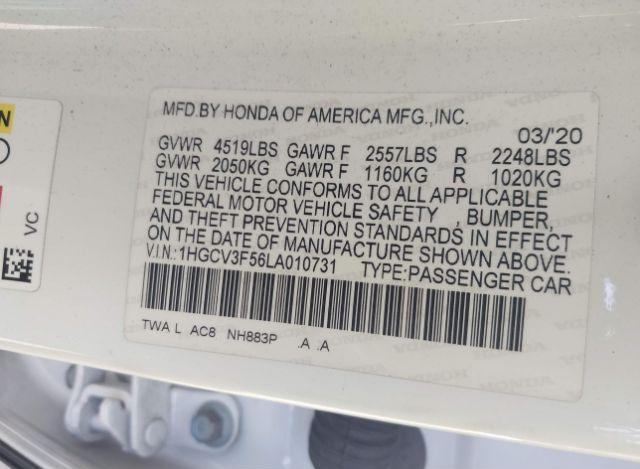 N
VC
MFD.BY HONDA OF AMERICA MFG.,INC.
03/'20
GVWR 4519LBS GAWR F 2557LBS R 2248LBS
GVWR 2050KG GAWR F 1160KG R 1020KG
THIS VEHICLE CONFORMS TO ALL APPLICABLE
FEDERAL MOTOR VEHICLE SAFETY , BUMPER,
AND THEFT PREVENTION STANDARDS IN EFFECT
ON THE DATE OF MANUFACTURE SHOWN ABOVE.
V.I.N.:1HGCV3F56LA010731 TYPE:PASSENGER CAR
TWA L AC8 NH883P .A .A